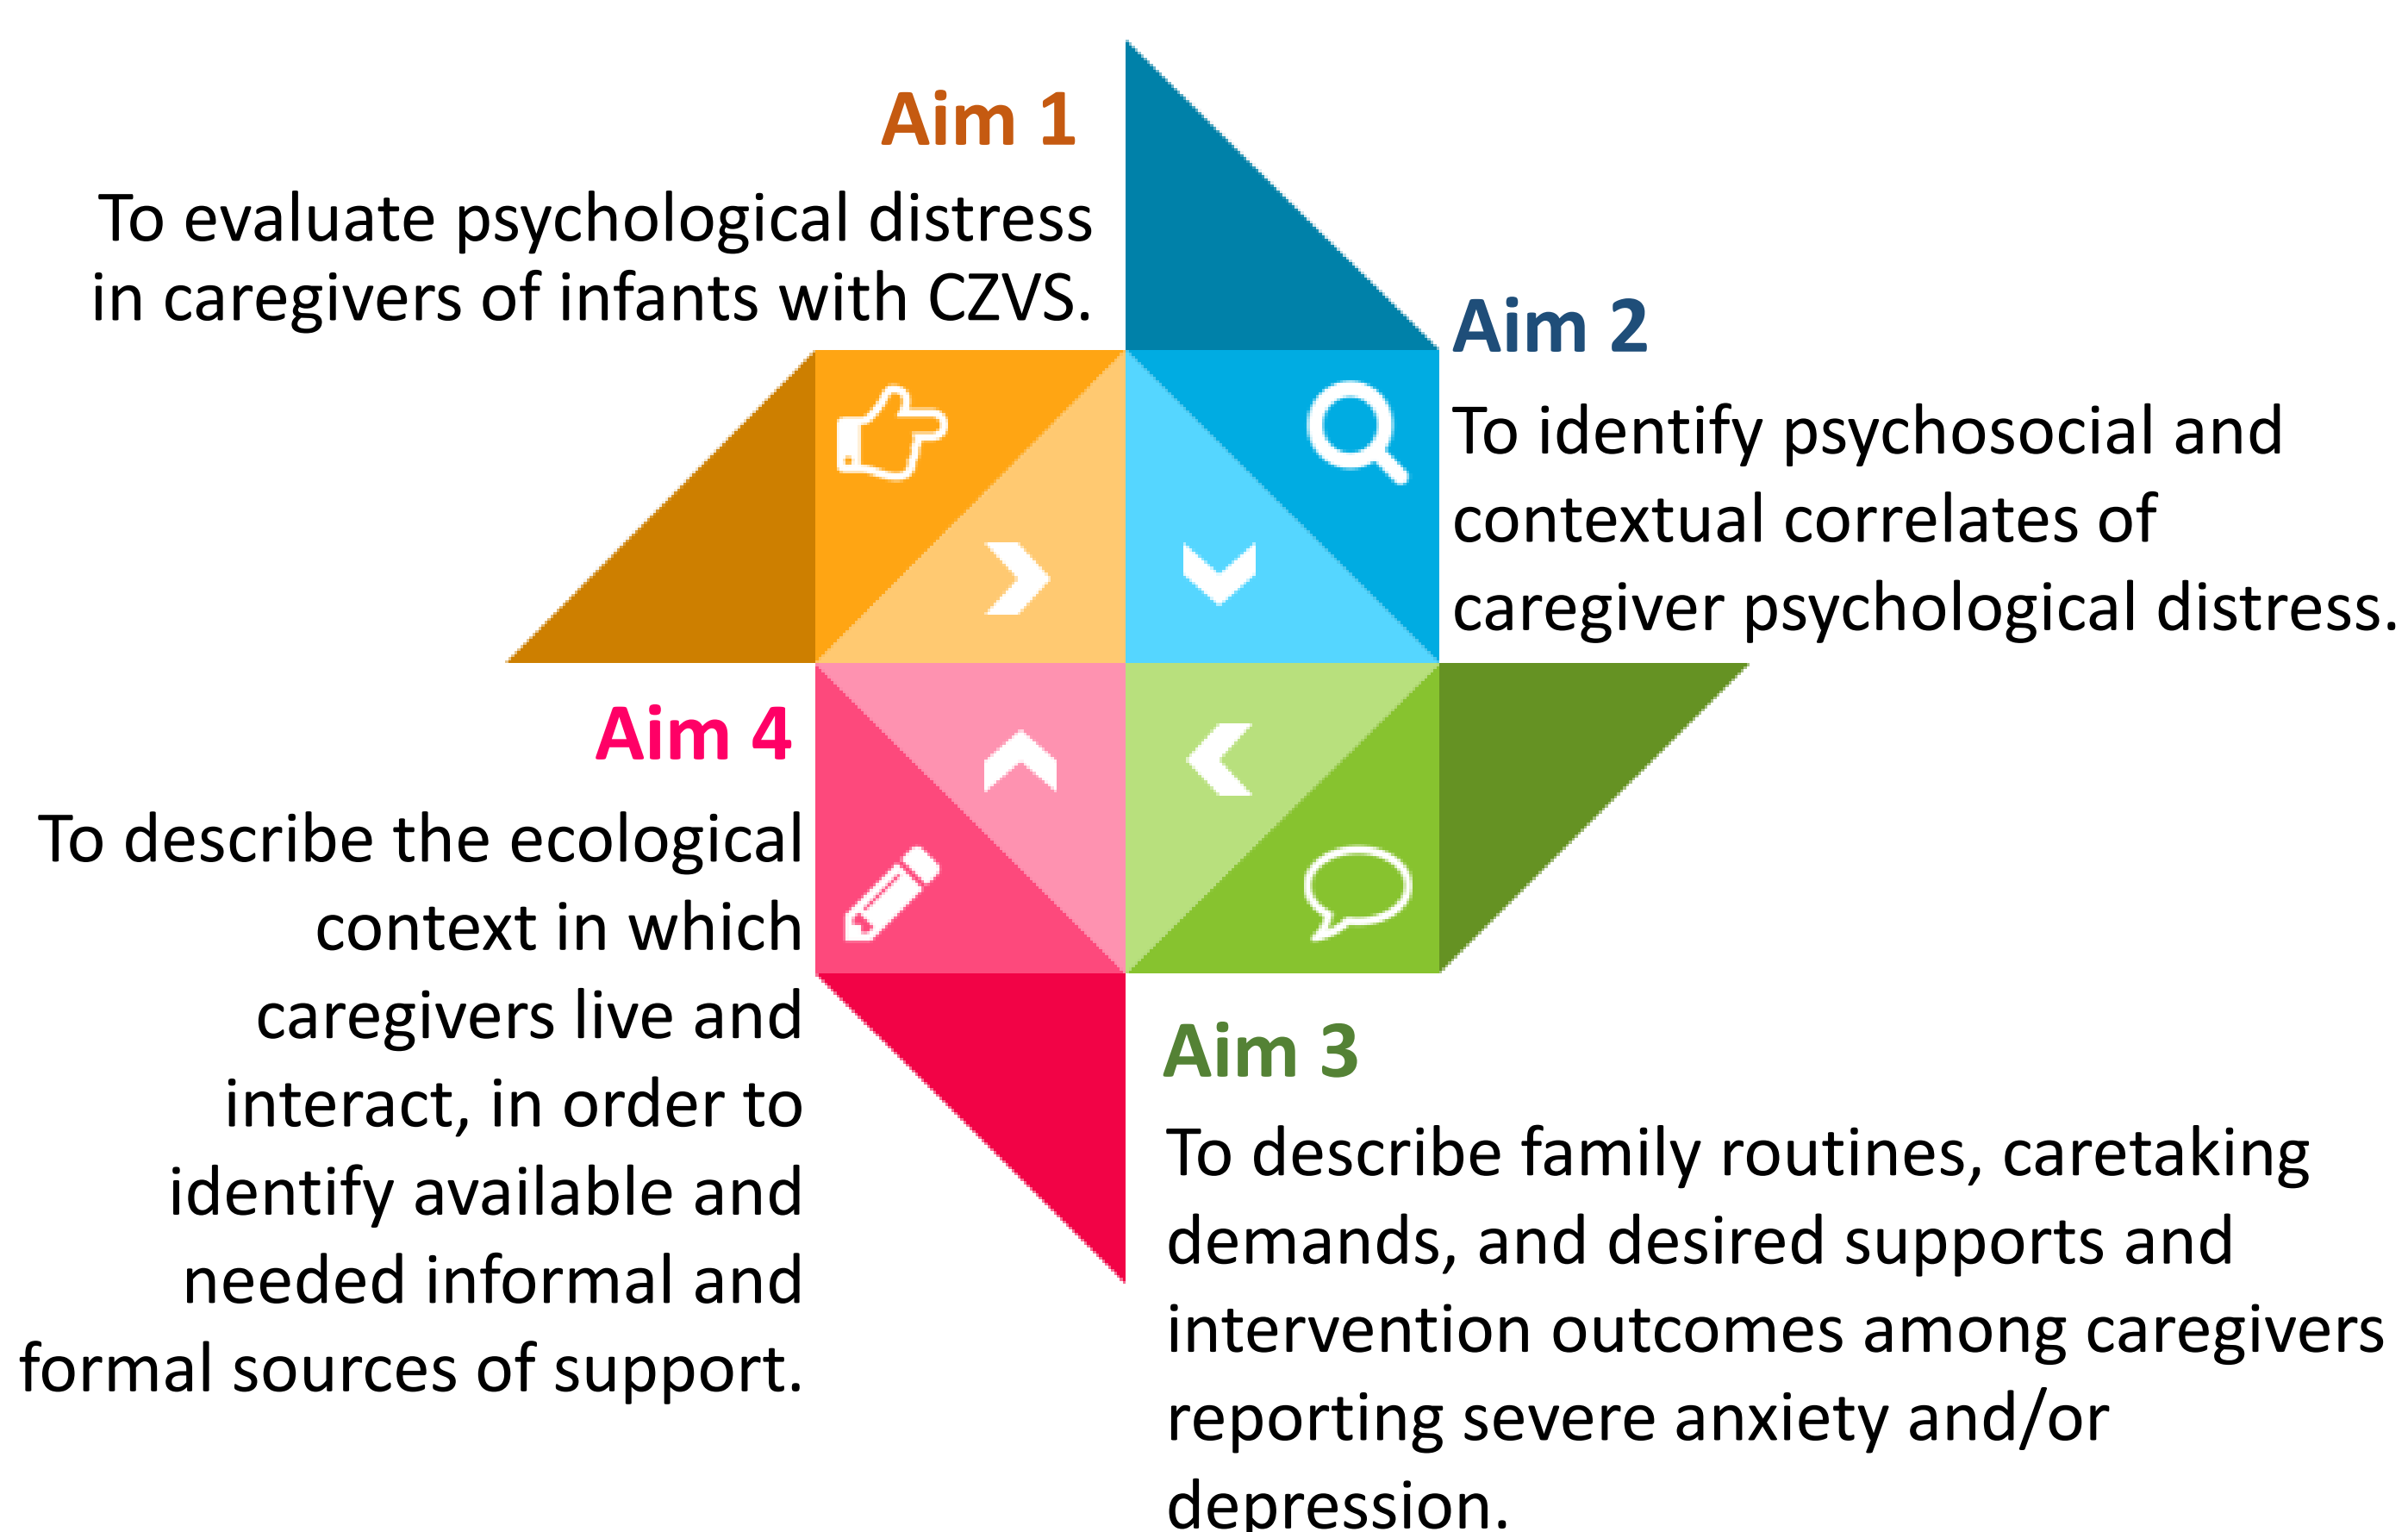 Aim 1
To evaluate psychological distress
in caregivers of infants with CZVS.
Aim 2
To identify psychosocial and
contextual correlates of
caregiver psychological distress.
Aim 3
To describe family routines, caretaking
demands, and desired supports and
intervention outcomes among caregivers
reporting severe anxiety and/or
depression.
Aim 4
To describe the ecological
context in which
caregivers live and
interact, in order to
identify available and
needed informal and
formal sources of support.